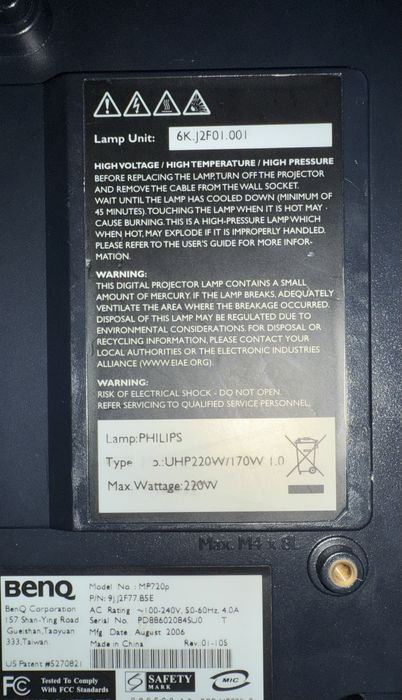 Lamp Unit: 6K.J2F01.001
HIGH VOLTAGE / HIGH TEMPERATURE / HIGH PRESSURE
BEFORE REPLACING THE LAMP,TURN OFF THE PROJECTOR
AND REMOVE THE CABLE FROM THE WALL SOCKET.
WAIT UNTIL THE LAMP HAS COOLED DOWN (MINIMUM OF
45 MINUTES). TOUCHING THE LAMP WHEN IT IS HOT MAY
CAUSE BURNING. THIS IS A HIGH-PRESSURE LAMP WHICH
WHEN HOT, MAY EXPLODE IF IT IS IMPROPERLY HANDLED.
PLEASE REFER TO THE USER'S GUIDE FOR MORE INFOR-
MATION.
WARNING:
THIS DIGITAL PROJECTOR LAMP CONTAINS A SMALL
AMOUNT OF MERCURY. IF THE LAMP BREAKS, ADEQUATELY
VENTILATE THE AREA WHERE THE BREAKAGE OCCURRED.
DISPOSAL OF THIS LAMP MAY BE REGULATED DUE TO
ENVIRONMENTAL CONSIDERATIONS. FOR DISPOSAL OR
RECYCLING INFORMATION, PLEASE CONTACT YOUR
LOCAL AUTHORITIES OR THE ELECTRONIC INDUSTRIES
ALLIANCE (WWW.EIAE.ORG).
WARNING:
RISK OF ELECTRICAL SHOCK - DO NOT OPEN.
REFER SERVICING TO QUALIFIED SERVICE PERSONNEL.
Lamp:PHILIPS
Type .:UHP220W/170W 1.0
Max. Wattage:220W
Max. M4 x 8L
BenQ
BenQ Corporation
157 Shan-Ying Road
Gueishan,Taoyuan
333,Taiwan.
US Patent #5270821
Model No : MP720p
P/N: 9J.J2F77.B5E
AC Rating ~100-240V, 50-60Hz, 4.0A
Serial No. PDB8602084SU0 T
Mfg Date August 2006
Made in China Rev.:01-105
FC Tested To Comply
With FCC Standards
SAFETY
MARK
MIC